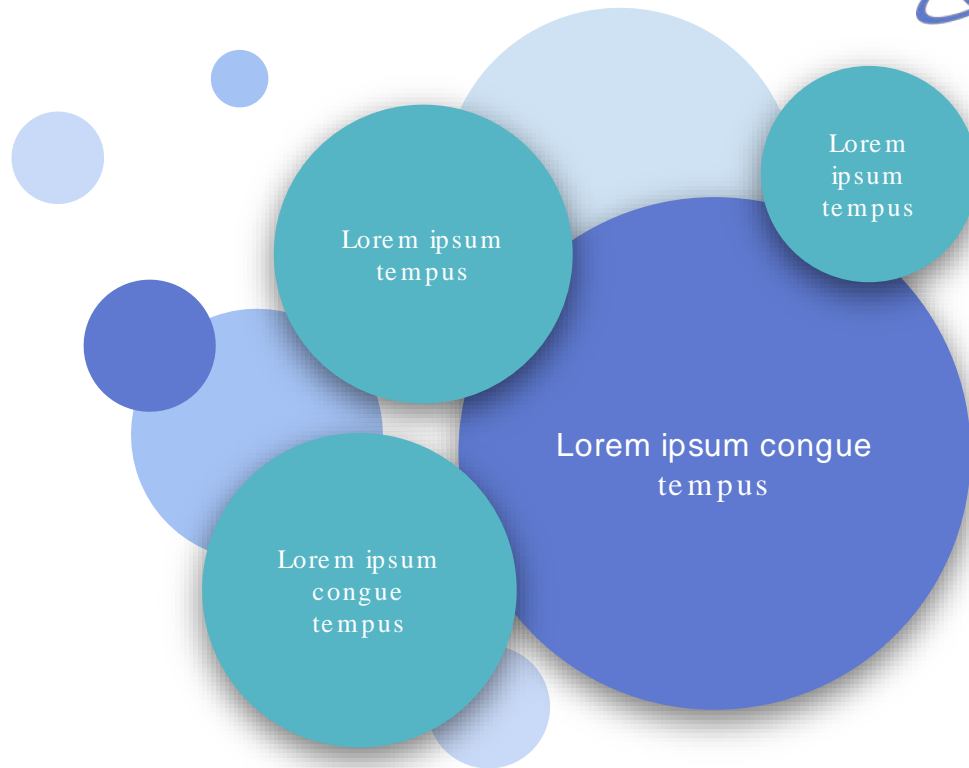 Lorem
ipsum
tempus
Lorem ipsum
tempus
Lorem ipsum congue
tempus
Lorem ipsum
congue
tempus